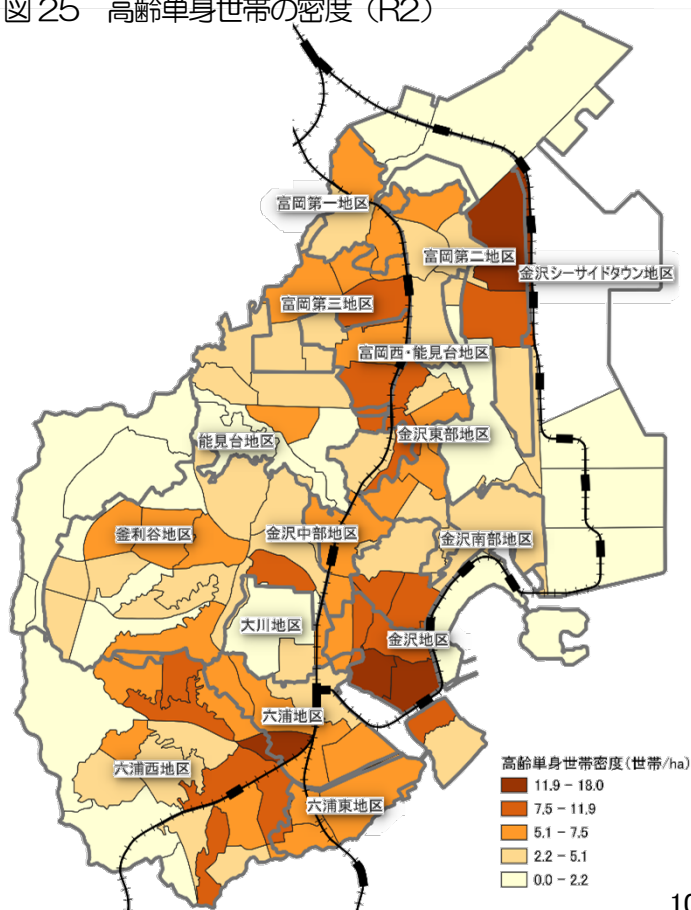 図25 高齢単身世帯の密度（R2）
富岡第一地区
富岡第二地区
金沢シーサイドタウン地区
富岡第三地区
富岡西・能見台地区
能見台地区
金沢東部地区
釜利谷地区
金沢中部地区
金沢南部地区
大川地区
金沢地区
六浦地区
六浦西地区
六浦東地区
高齢単身世帯密度(世帯/ha)
11.9 - 18.0
7.5 - 11.9
5.1 - 7.5
2.2 - 5.1
0.0 - 2.2
10